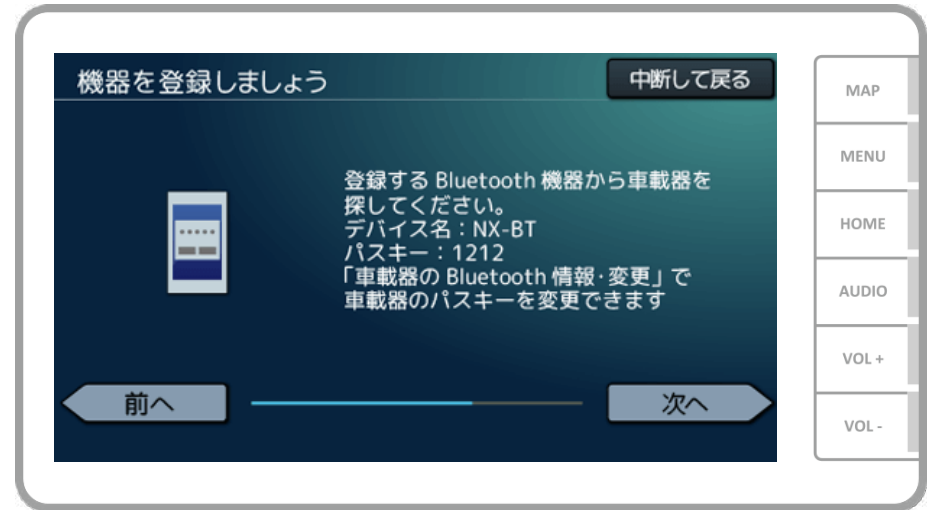 機器を登録しましょう
中断して戻る
登録する Bluetooth 機器から車載器を
探してください。
デバイス名：NX-BT
パスキー：1212
「車載器の Bluetooth 情報･変更」で
車載器のパスキーを変更できます
前へ
次へ
MAP
MENU
HOME
AUDIO
VOL +
VOL -